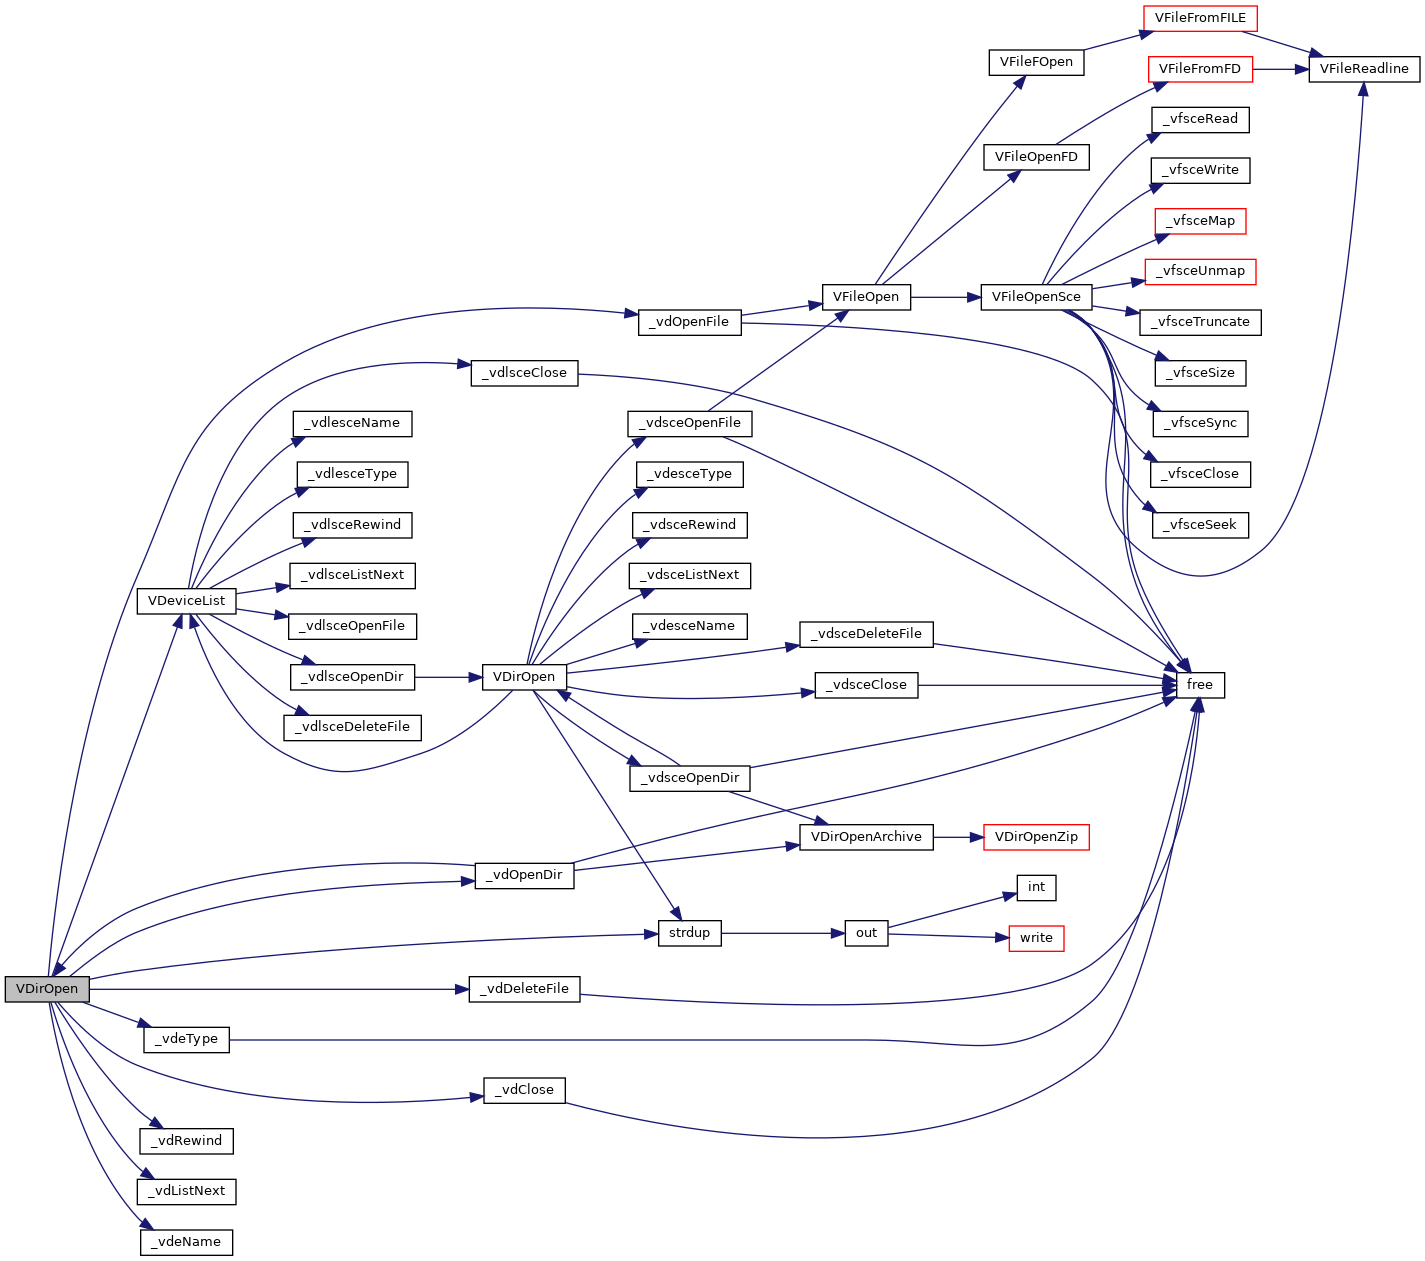 VFileFromFILE
VFileFOpen
VFileFromFD
VFileReadline
_vfsceRead
VFileOpenFD
_vfsceWrite
_vfsceMap
_vfsceUnmap
VFileOpen
VFileOpenSce
_vdOpenFile
_vfsceTruncate
_vdlsceClose
_vfsceSize
_vdlesceName
_vdsceOpenFile
_vfsceSync
_vdlesceType
_vdesceType
_vfsceClose
_vdlsceRewind
_vdsceRewind
_vfsceSeek
_vdlsceListNext
_vdsceListNext
VDeviceList
_vdlsceOpenFile
_vdesceName
_vdsceDeleteFile
_vdlsceOpenDir
VDirOpen
_vdsceClose
free
_vdlsceDeleteFile
_vdsceOpenDir
VDirOpenArchive
VDirOpenZip
_vdOpenDir
int
strdup
out
write
VDirOpen
_vdDeleteFile
_vdeType
_vdClose
_vdRewind
_vdListNext
_vdeName